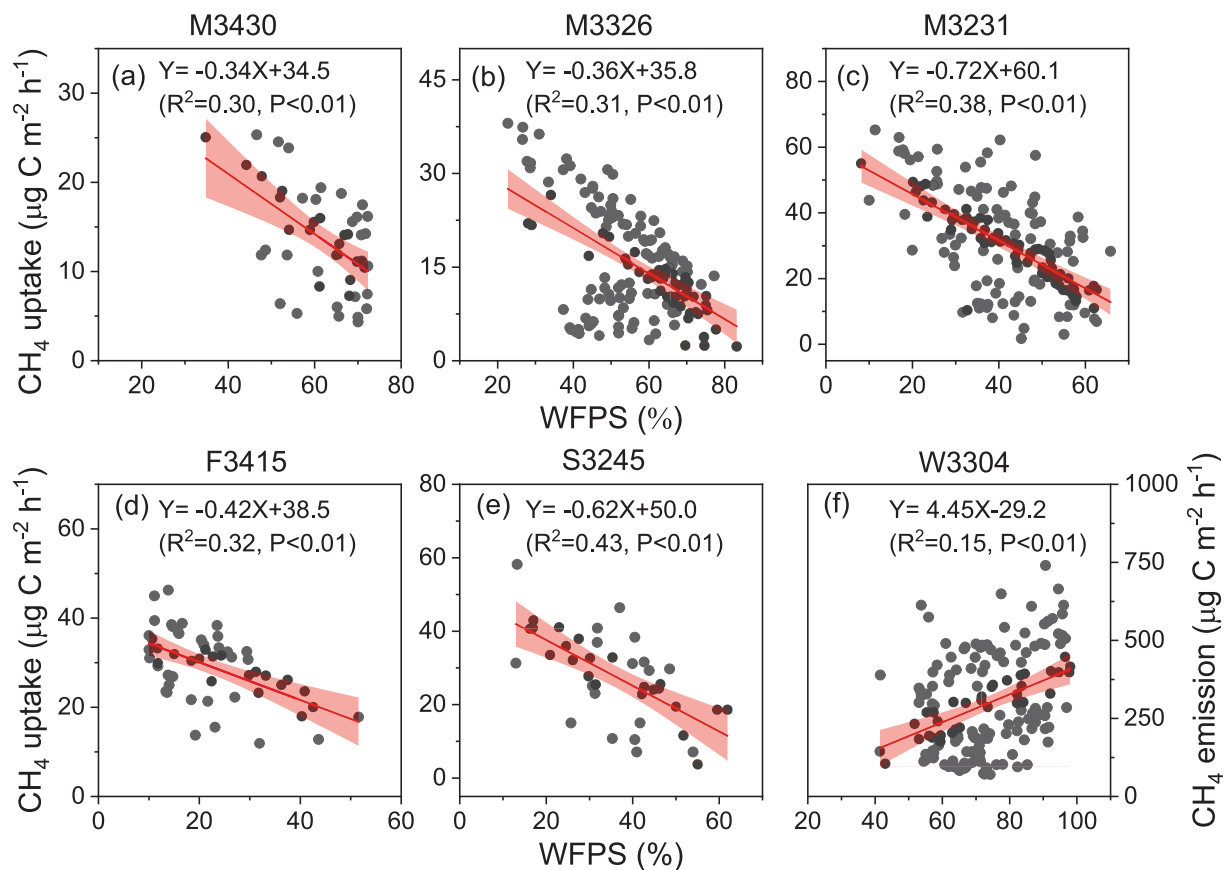 M3430
M3326
M3231
(a) Y= -0.34X+34.5
(R²=0.30, P<0.01)
(b) Y= -0.36X+35.8
(R²=0.31, P<0.01)
(c) Y= -0.72X+60.1
(R²=0.38, P<0.01)
CH₄ uptake (μg C m⁻² h⁻¹)
30
20
10
0
45
30
15
0
80
60
40
20
0
20 40 60 80
20 40 60 80
0 20 40 60
WFPS (%)
F3415
S3245
W3304
(d) Y= -0.42X+38.5
(R²=0.32, P<0.01)
(e) Y= -0.62X+50.0
(R²=0.43, P<0.01)
(f) Y= 4.45X-29.2
(R²=0.15, P<0.01)
CH₄ uptake (μg C m⁻² h⁻¹)
60
40
20
0
80
60
40
20
0
1000
750
500
250
0
CH₄ emission (μg C m⁻² h⁻¹)
0 20 40 60
0 20 40 60
20 40 60 80 100
WFPS (%)